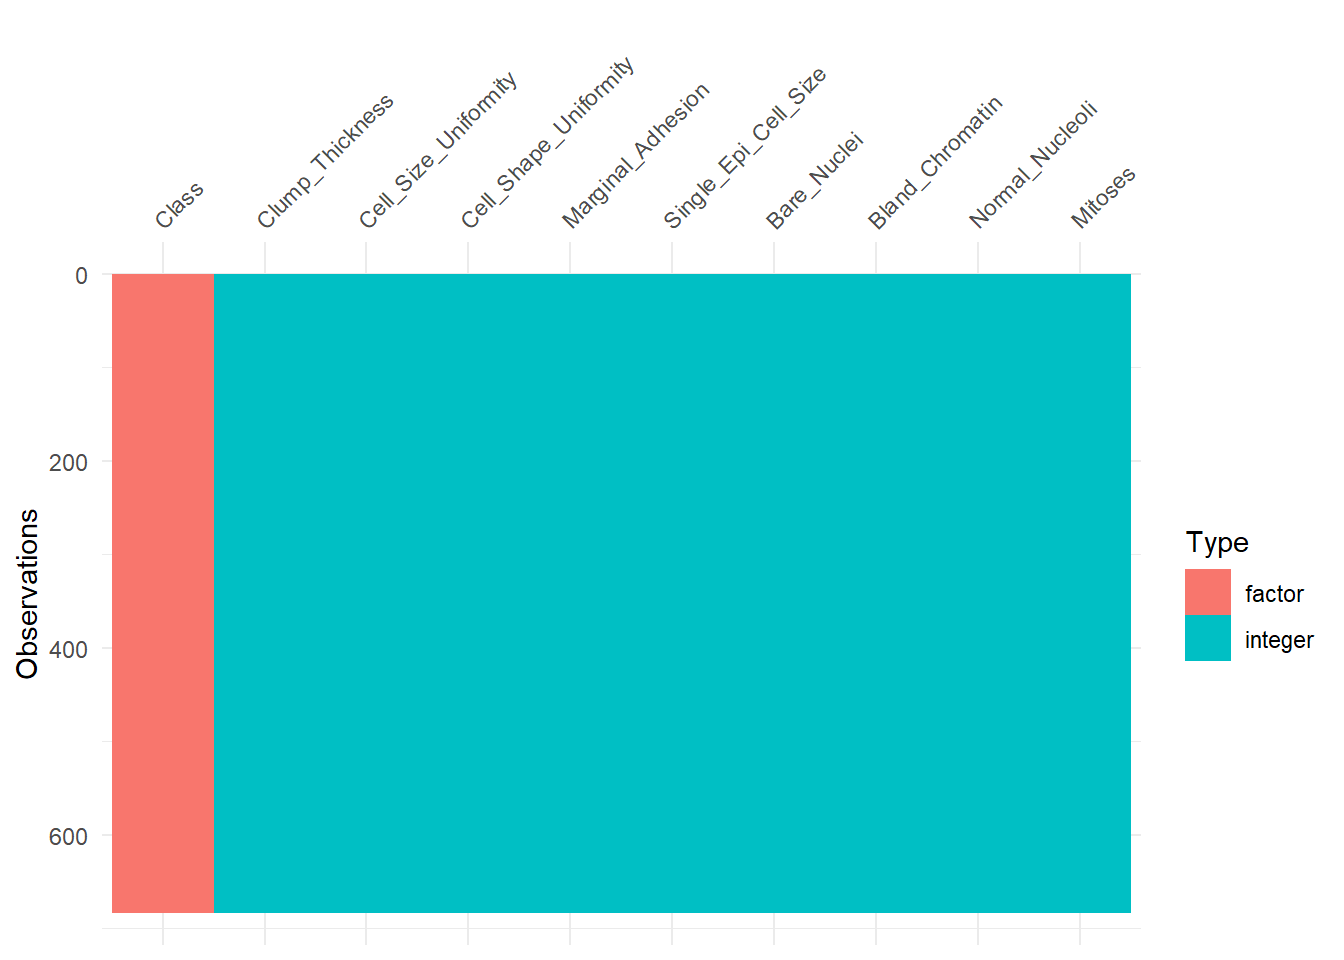 Class
Clump_Thickness
Cell_Size_Uniformity
Cell_Shape_Uniformity
Marginal_Adhesion
Single_Epi_Cell_Size
Bare_Nuclei
Bland_Chromatin
Normal_Nucleoli
Mitoses
0
200
400
600
Observations
Type
factor
integer